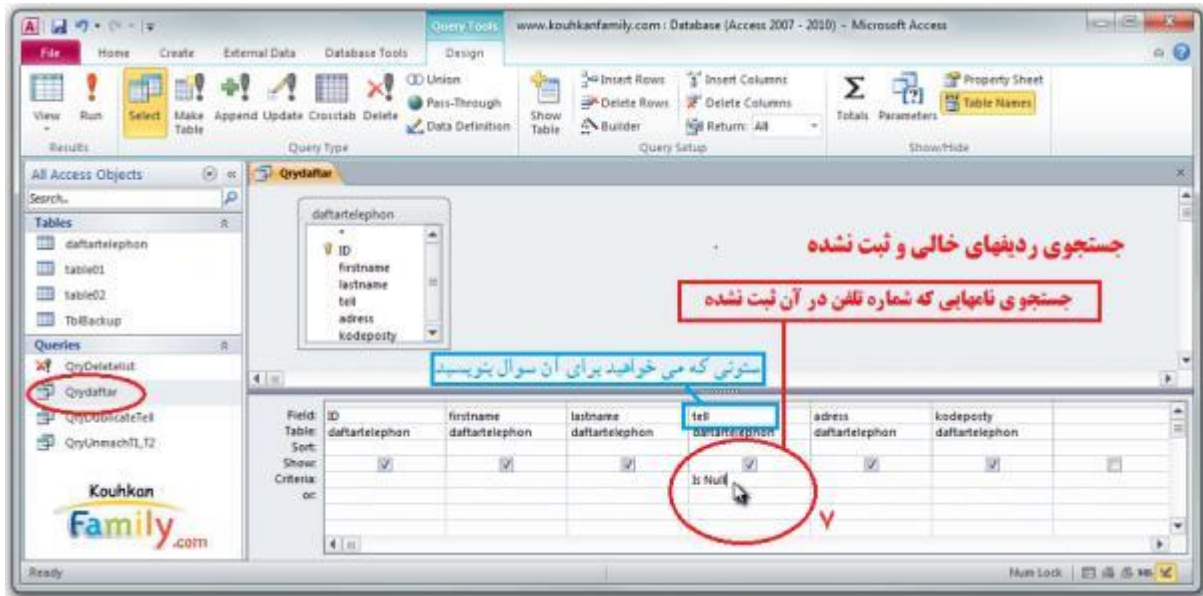 Query Tools
www.kouhkanfamily.com : Database (Access 2007 - 2010) - Microsoft Access
File Home Create External Data Database Tools Design
View Run Select Make Table Append Update Crosstab Delete
Union
Pass-Through
Data Definition
Show Table
Insert Rows
Delete Rows
Builder
Insert Columns
Delete Columns
Return: All
Totals Parameters
Property Sheet
Table Names
Results Query Type Query Setup Show/Hide
All Access Objects
Search..
Tables
daftartelephon
table01
table02
TblBackup
Queries
QryDeletelist
Qrydaftar
QryDublicateTell
QryUnmachT1,T2
Kouhkan
Family.com
Qrydaftar
daftartelephon
*
ID
firstname
lastname
tell
adress
kodeposty
جستجوی ردیفهای خالی و ثبت نشده
جستجوی نامهایی که شماره تلفن در آن ثبت نشده
ستونی که می خواهید برای آن سوال بنویسید
Field: ID firstname lastname tell adress kodeposty
Table: daftartelephon daftartelephon daftartelephon daftartelephon daftartelephon daftartelephon
Sort:
Show:
Criteria: Is Null
or:
۷
Ready
Num Lock
SQL